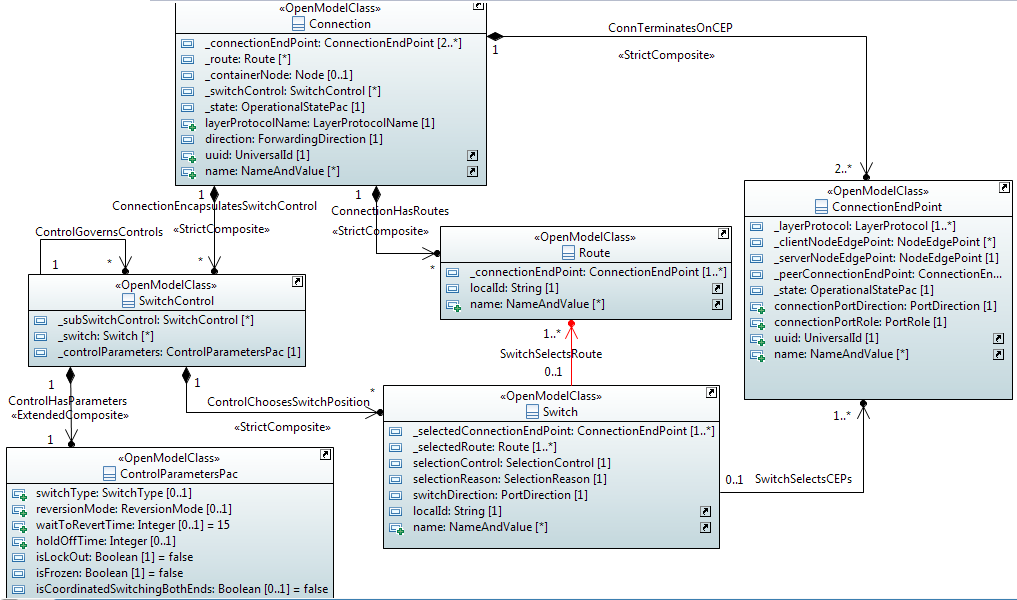 «OpenModelClass»
Connection
_connectionEndPoint: ConnectionEndPoint [2..*]
_route: Route [*]
_containerNode: Node [0..1]
_switchControl: SwitchControl [*]
_state: OperationalStatePac [1]
layerProtocolName: LayerProtocolName [1]
direction: ForwardingDirection [1]
uuid: UniversalId [1]
name: NameAndValue [*]
ConnTerminatesOnCEP
1
«StrictComposite»
2..*
1
ConnectionEncapsulatesSwitchControl
«StrictComposite»
*
1
ConnectionHasRoutes
«StrictComposite»
*
ControlGovernsControls
1
*
«OpenModelClass»
ConnectionEndPoint
_layerProtocol: LayerProtocol [1..*]
_clientNodeEdgePoint: NodeEdgePoint [*]
_serverNodeEdgePoint: NodeEdgePoint [1]
_peerConnectionEndPoint: ConnectionEn...
_state: OperationalStatePac [1]
connectionPortDirection: PortDirection [1]
connectionPortRole: PortRole [1]
uuid: UniversalId [1]
name: NameAndValue [*]
«OpenModelClass»
Route
_connectionEndPoint: ConnectionEndPoint [1..*]
localId: String [1]
name: NameAndValue [*]
«OpenModelClass»
SwitchControl
_subSwitchControl: SwitchControl [*]
_switch: Switch [*]
_controlParameters: ControlParametersPac [1]
1..*
SwitchSelectsRoute
0..1
1
ControlHasParameters
«ExtendedComposite»
1
1
ControlChoosesSwitchPosition
*
«StrictComposite»
«OpenModelClass»
Switch
_selectedConnectionEndPoint: ConnectionEndPoint [1..*]
_selectedRoute: Route [1..*]
selectionControl: SelectionControl [1]
selectionReason: SelectionReason [1]
switchDirection: PortDirection [1]
localId: String [1]
name: NameAndValue [*]
1..*
0..1
SwitchSelectsCEPs
«OpenModelClass»
ControlParametersPac
switchType: SwitchType [0..1]
reversionMode: ReversionMode [0..1]
waitToRevertTime: Integer [0..1] = 15
holdOffTime: Integer [0..1]
isLockOut: Boolean [1] = false
isFrozen: Boolean [1] = false
isCoordinatedSwitchingBothEnds: Boolean [0..1] = false